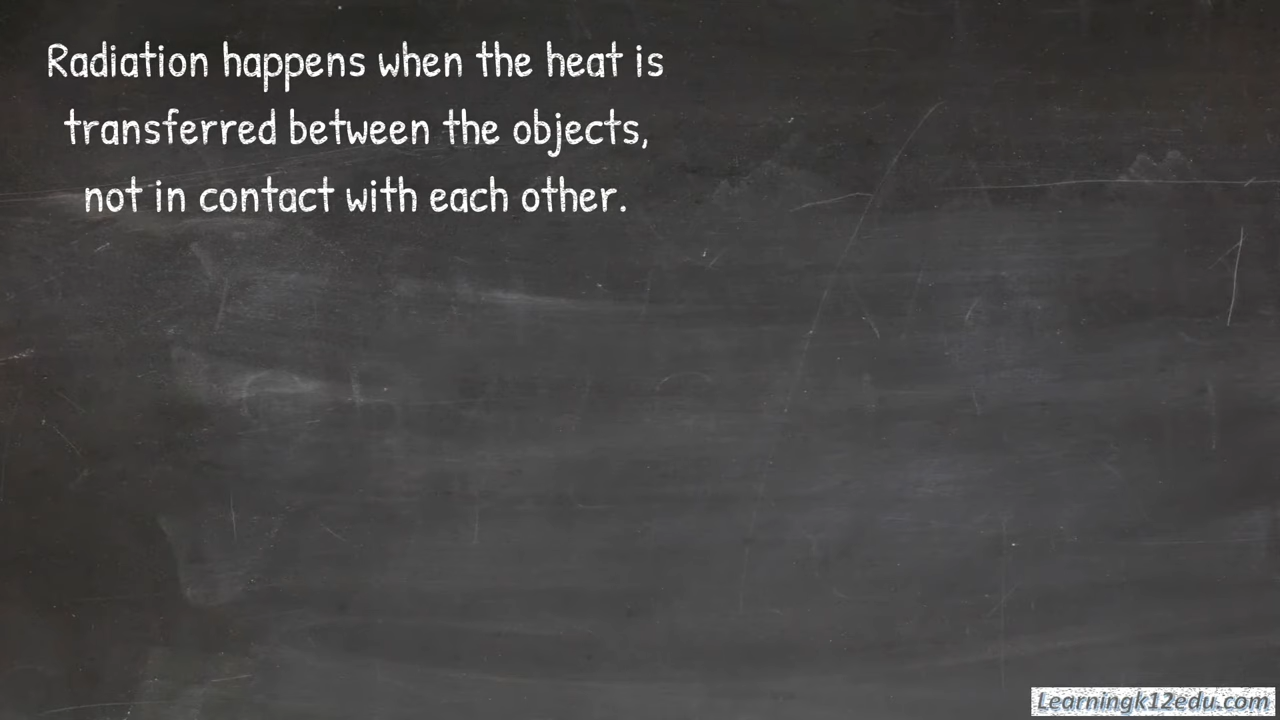 Radiation happens when the heat is
transferred between the objects,
not in contact with each other.
Learningk12edu.com